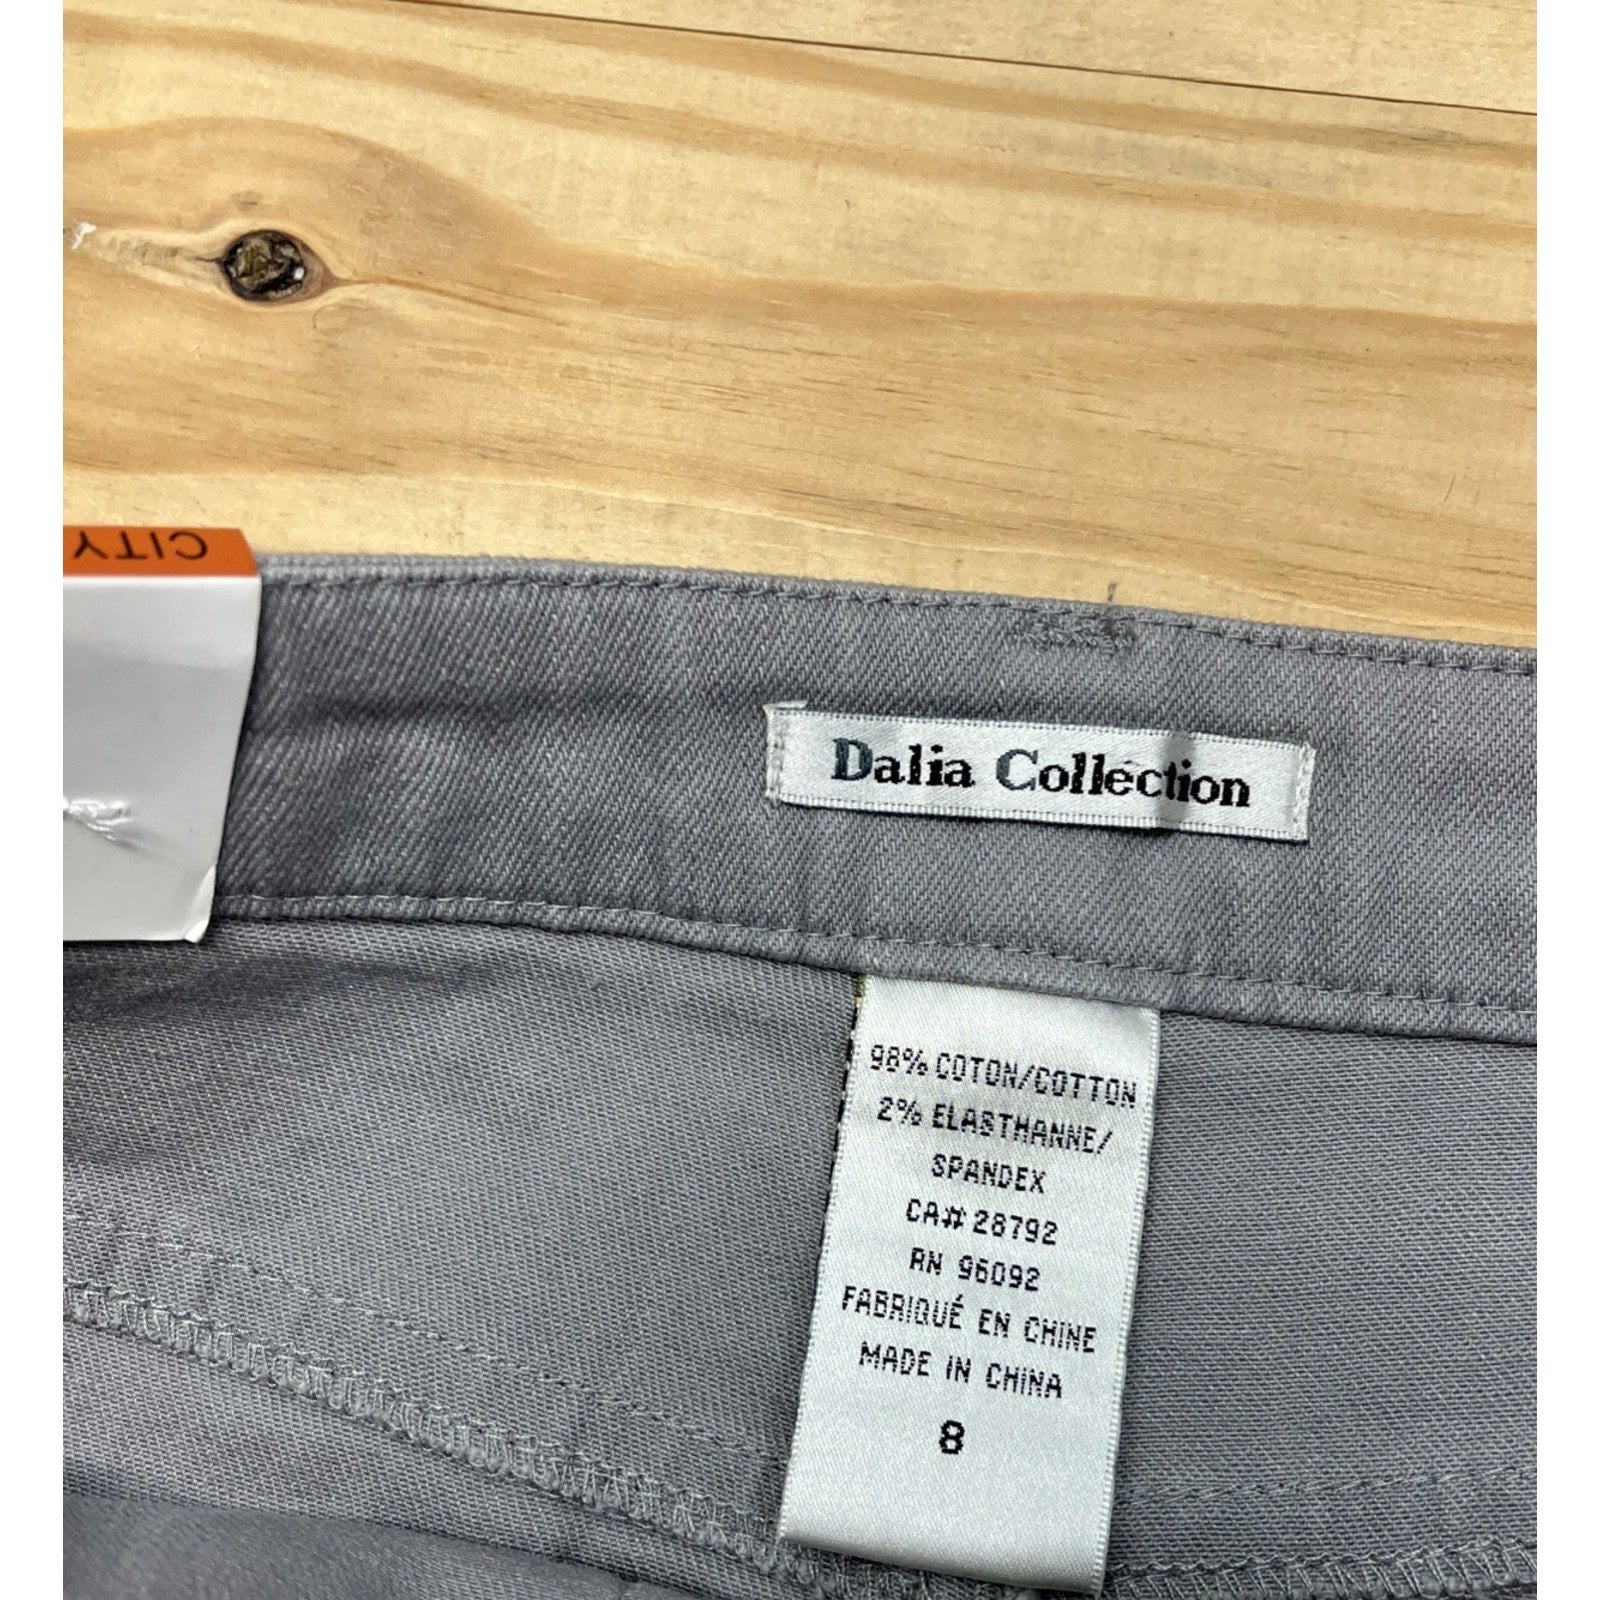 CITY
Dalia Collection
98% COTON/COTTON
2% ELASTHANNE/
SPANDEX
CA# 28792
RN 96092
FABRIQUÉ EN CHINE
MADE IN CHINA
8